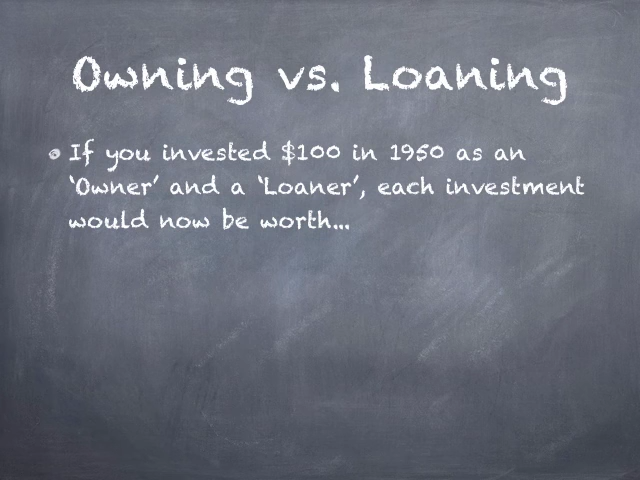 Owning vs. Loaning
If you invested $100 in 1950 as an
‘Owner’ and a ‘Loaner’, each investment
would now be worth...